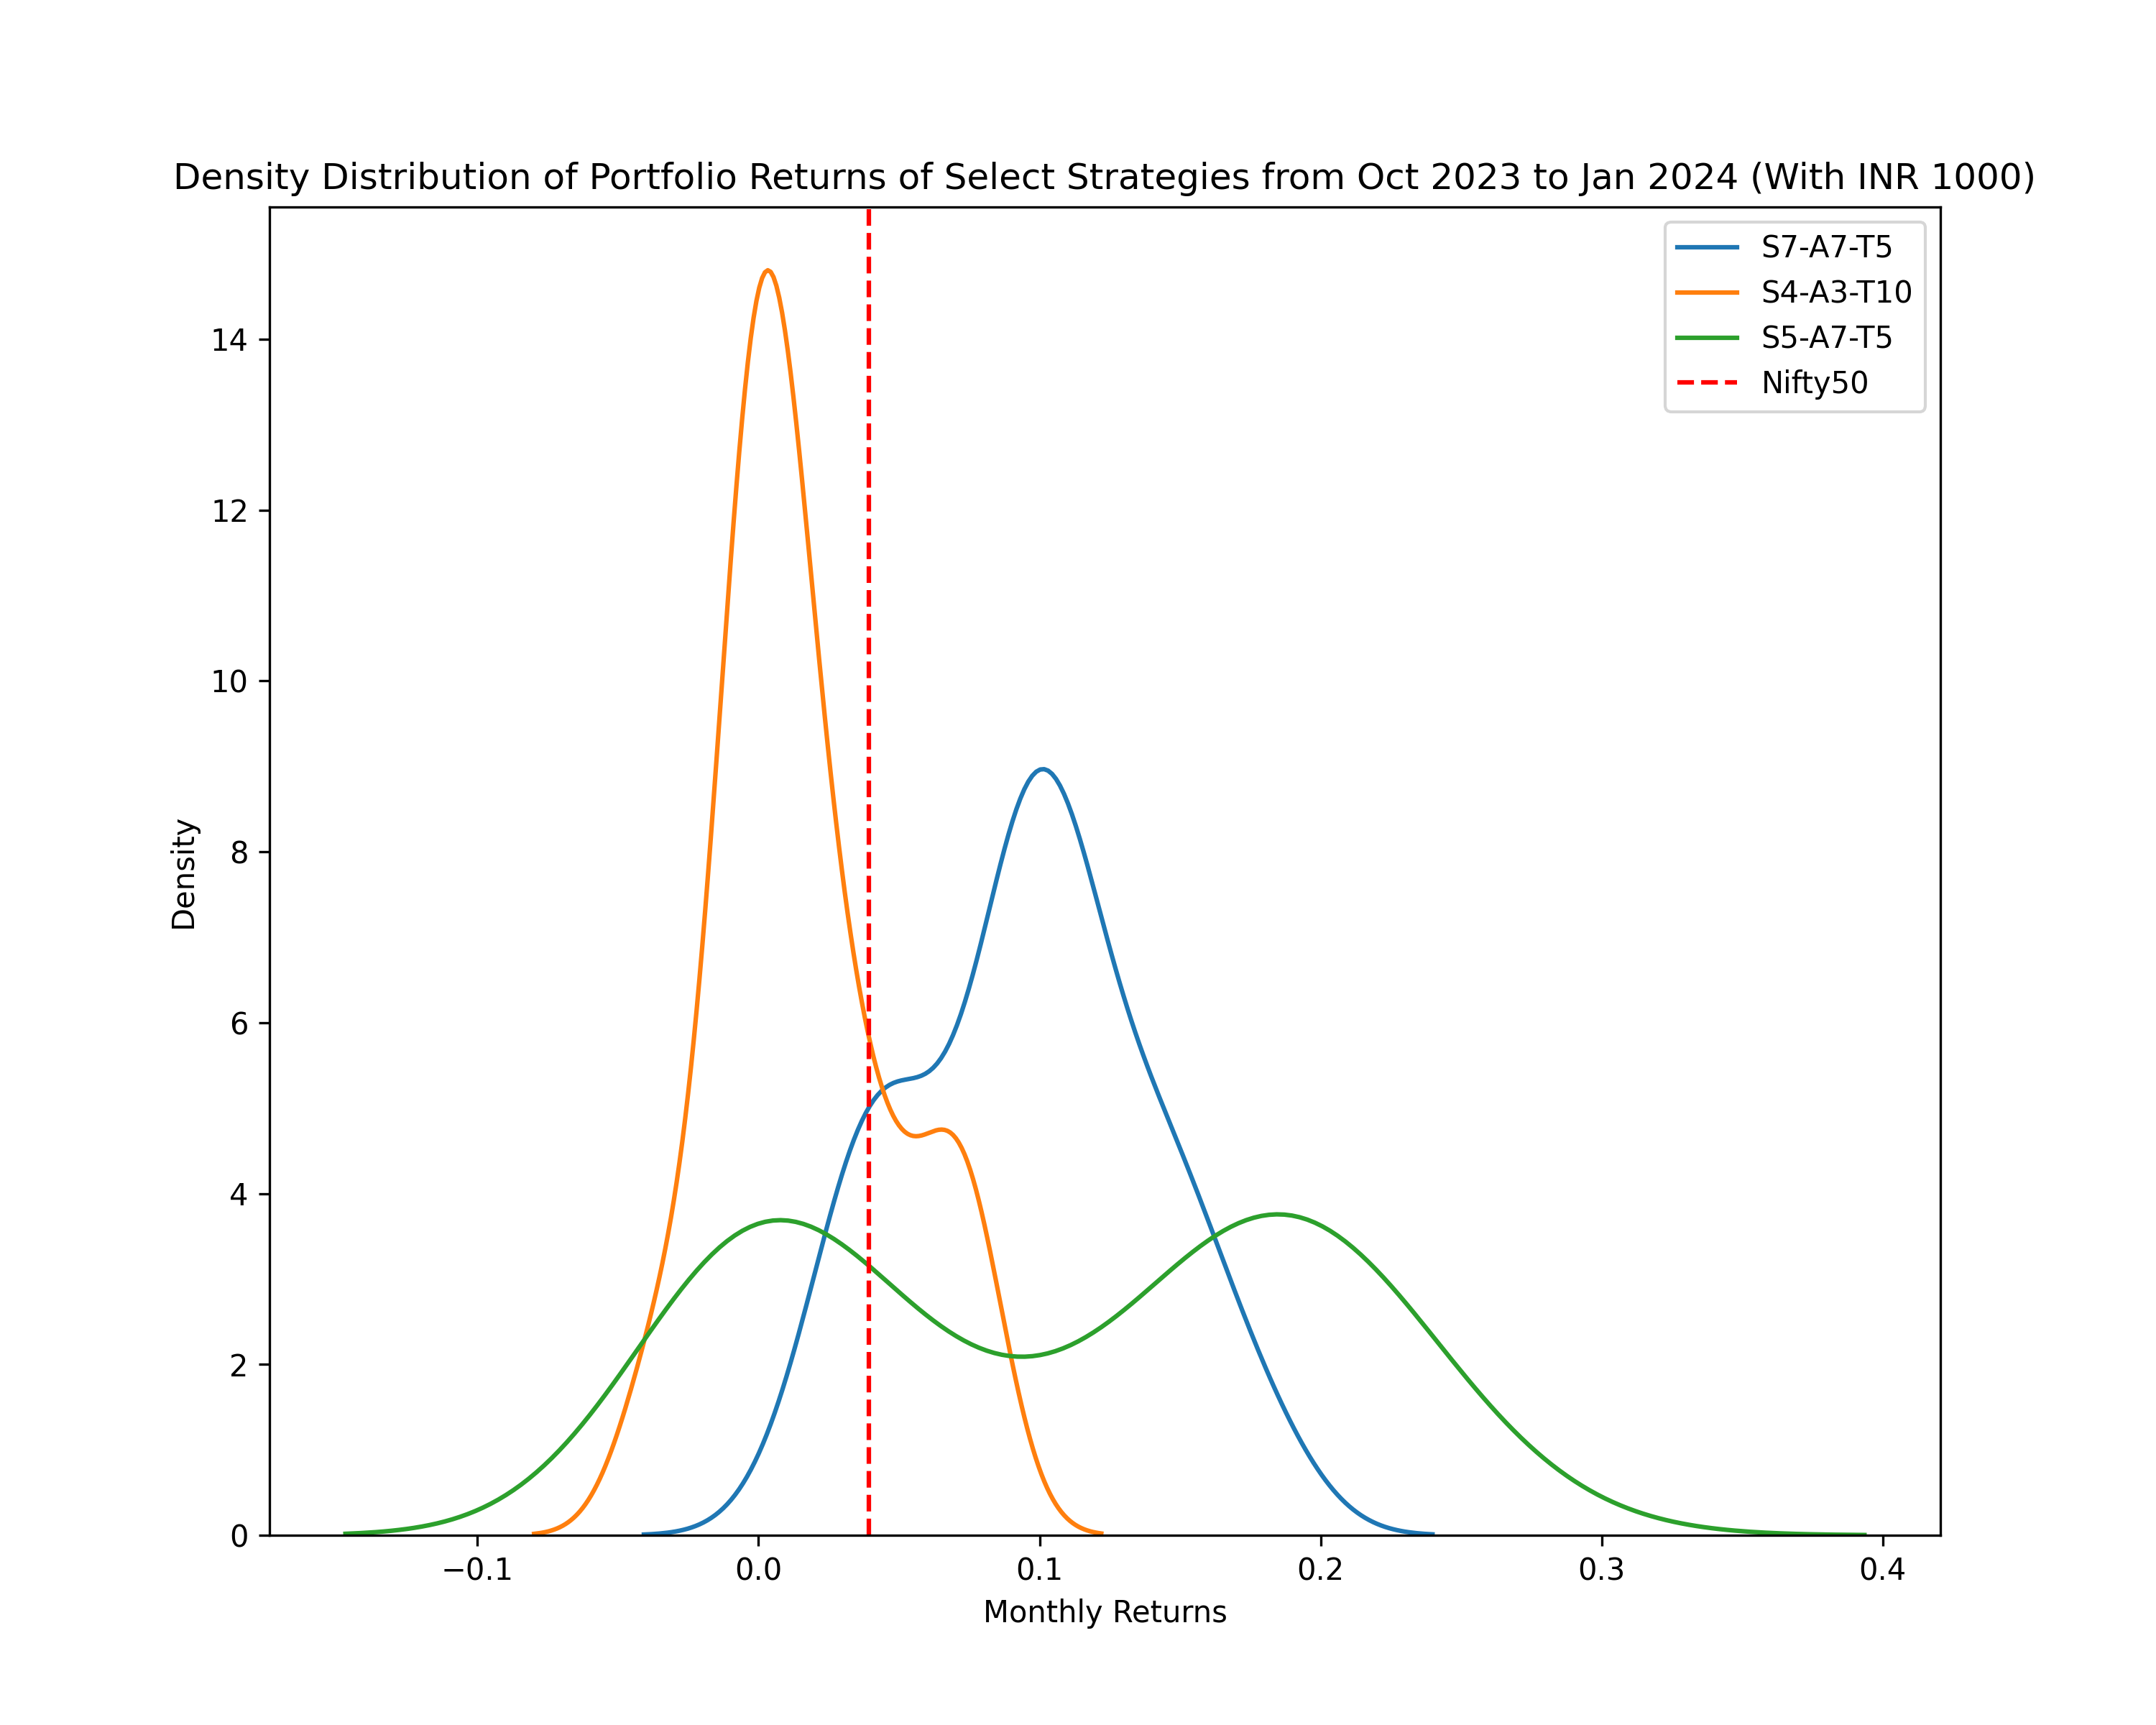 Density Distribution of Portfolio Returns of Select Strategies from Oct 2023 to Jan 2024 (With INR 1000)
S7-A7-T5
S4-A3-T10
S5-A7-T5
Nifty50
Density
14
12
10
8
6
4
2
0
−0.1 0.0 0.1 0.2 0.3 0.4
Monthly Returns